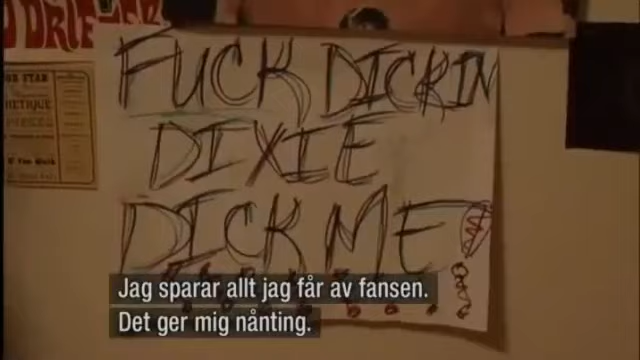 FUCK DICKIN
DIXIE
DICK ME
Jag sparar allt jag får av fansen.
Det ger mig nånting.